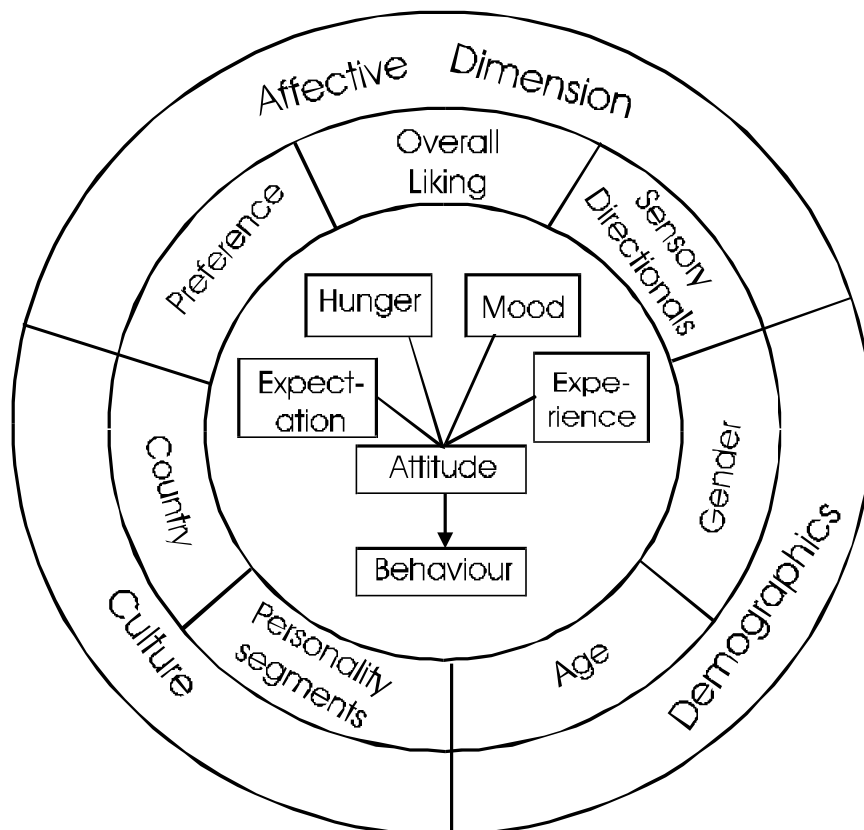 Affective Dimension
Overall
Liking
Preference
Sensory
Directionals
Hunger
Mood
Expect-
ation
Expe-
rience
Attitude
Behaviour
Country
Gender
Culture
Personality
segments
Age
Demographics